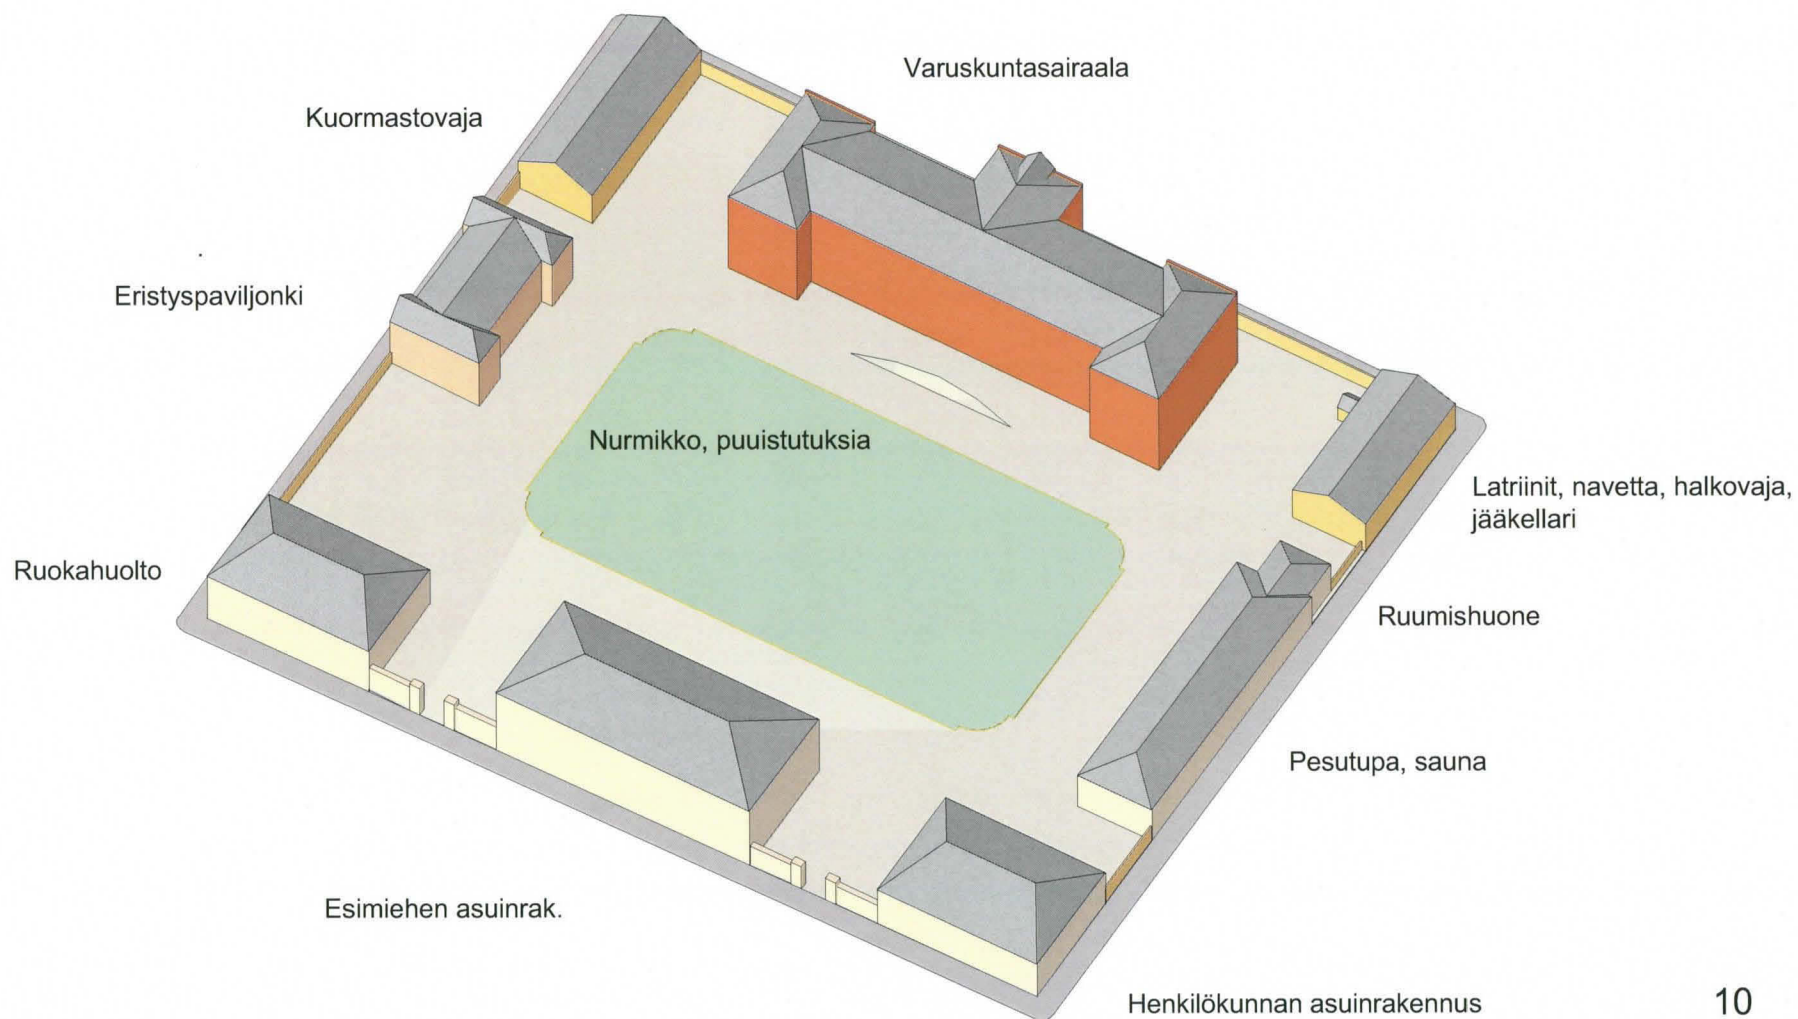 Varuskuntasairaala
Kuormastovaja
Eristyspaviljonki
Nurmikko, puuistutuksia
Latriinit, navetta, halkovaja,
jääkellari
Ruokahuolto
Ruumishuone
Pesutupa, sauna
Esimiehen asuinrak.
Henkilökunnan asuinrakennus
10